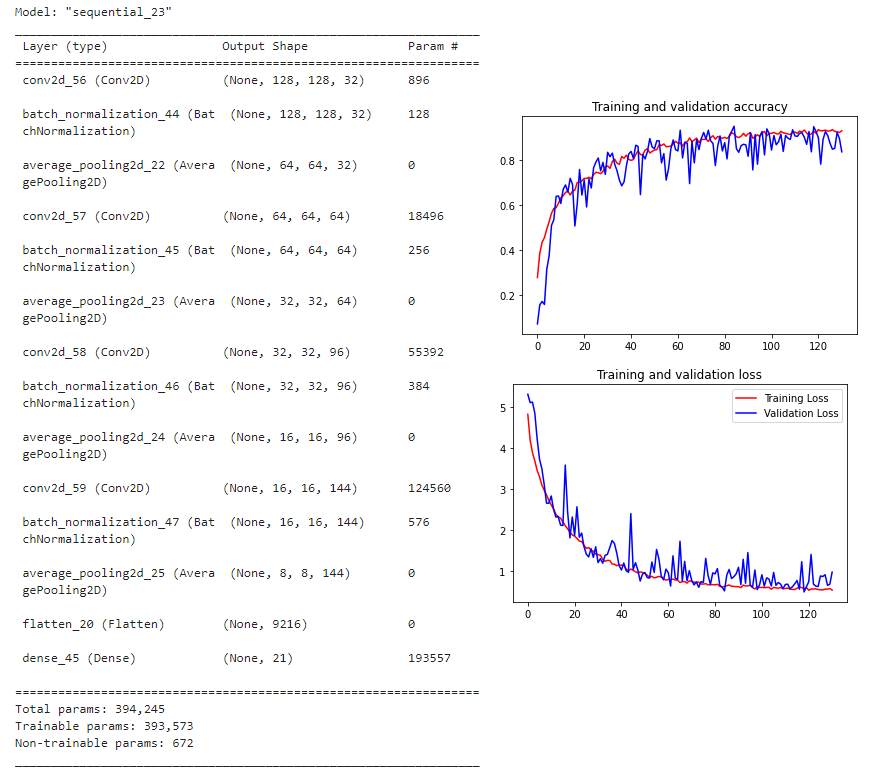 Model: "sequential_23"
Layer (type) Output Shape Param #
conv2d_56 (Conv2D) (None, 128, 128, 32) 896
batch_normalization_44 (Bat (None, 128, 128, 32) 128
chNormalization)
average_pooling2d_22 (Avera (None, 64, 64, 32) 0
gePooling2D)
conv2d_57 (Conv2D) (None, 64, 64, 64) 18496
batch_normalization_45 (Bat (None, 64, 64, 64) 256
chNormalization)
average_pooling2d_23 (Avera (None, 32, 32, 64) 0
gePooling2D)
conv2d_58 (Conv2D) (None, 32, 32, 96) 55392
batch_normalization_46 (Bat (None, 32, 32, 96) 384
chNormalization)
average_pooling2d_24 (Avera (None, 16, 16, 96) 0
gePooling2D)
conv2d_59 (Conv2D) (None, 16, 16, 144) 124560
batch_normalization_47 (Bat (None, 16, 16, 144) 576
chNormalization)
average_pooling2d_25 (Avera (None, 8, 8, 144) 0
gePooling2D)
flatten_20 (Flatten) (None, 9216) 0
dense_45 (Dense) (None, 21) 193557
Total params: 394,245
Trainable params: 393,573
Non-trainable params: 672
Training and validation accuracy
0.8
0.6
0.4
0.2
0 20 40 60 80 100 120
Training and validation loss
Training Loss
Validation Loss
5
4
3
2
1
0 20 40 60 80 100 120